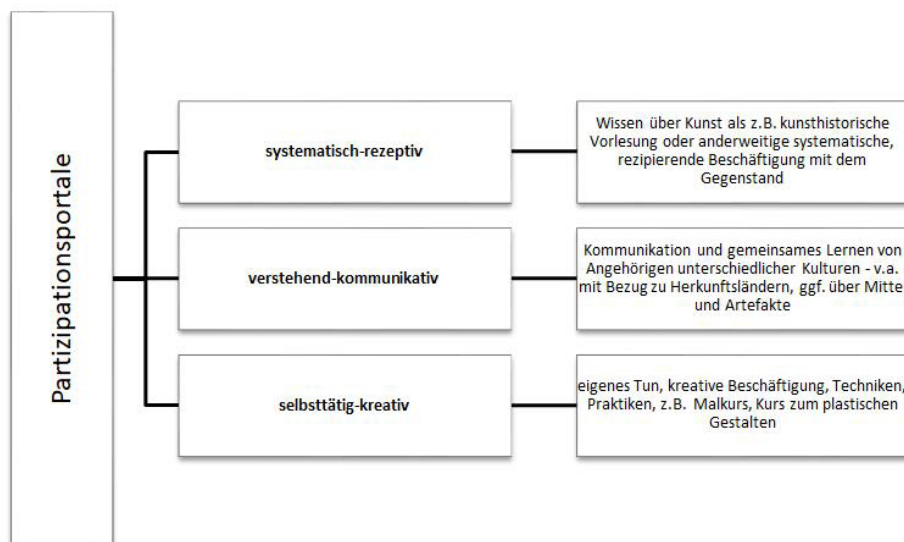 Partizipationsportale
systematisch-rezeptiv
Wissen über Kunst als z.B. kunsthistorische
Vorlesung oder anderweitige systematische,
rezipierende Beschäftigung mit dem
Gegenstand
verstehend-kommunikativ
Kommunikation und gemeinsames Lernen von
Angehörigen unterschiedlicher Kulturen - v.a.
mit Bezug zu Herkunftsländern, ggf. über Mittel
und Artefakte
selbsttätig-kreativ
eigenes Tun, kreative Beschäftigung, Techniken,
Praktiken, z.B. Malkurs, Kurs zum plastischen
Gestalten